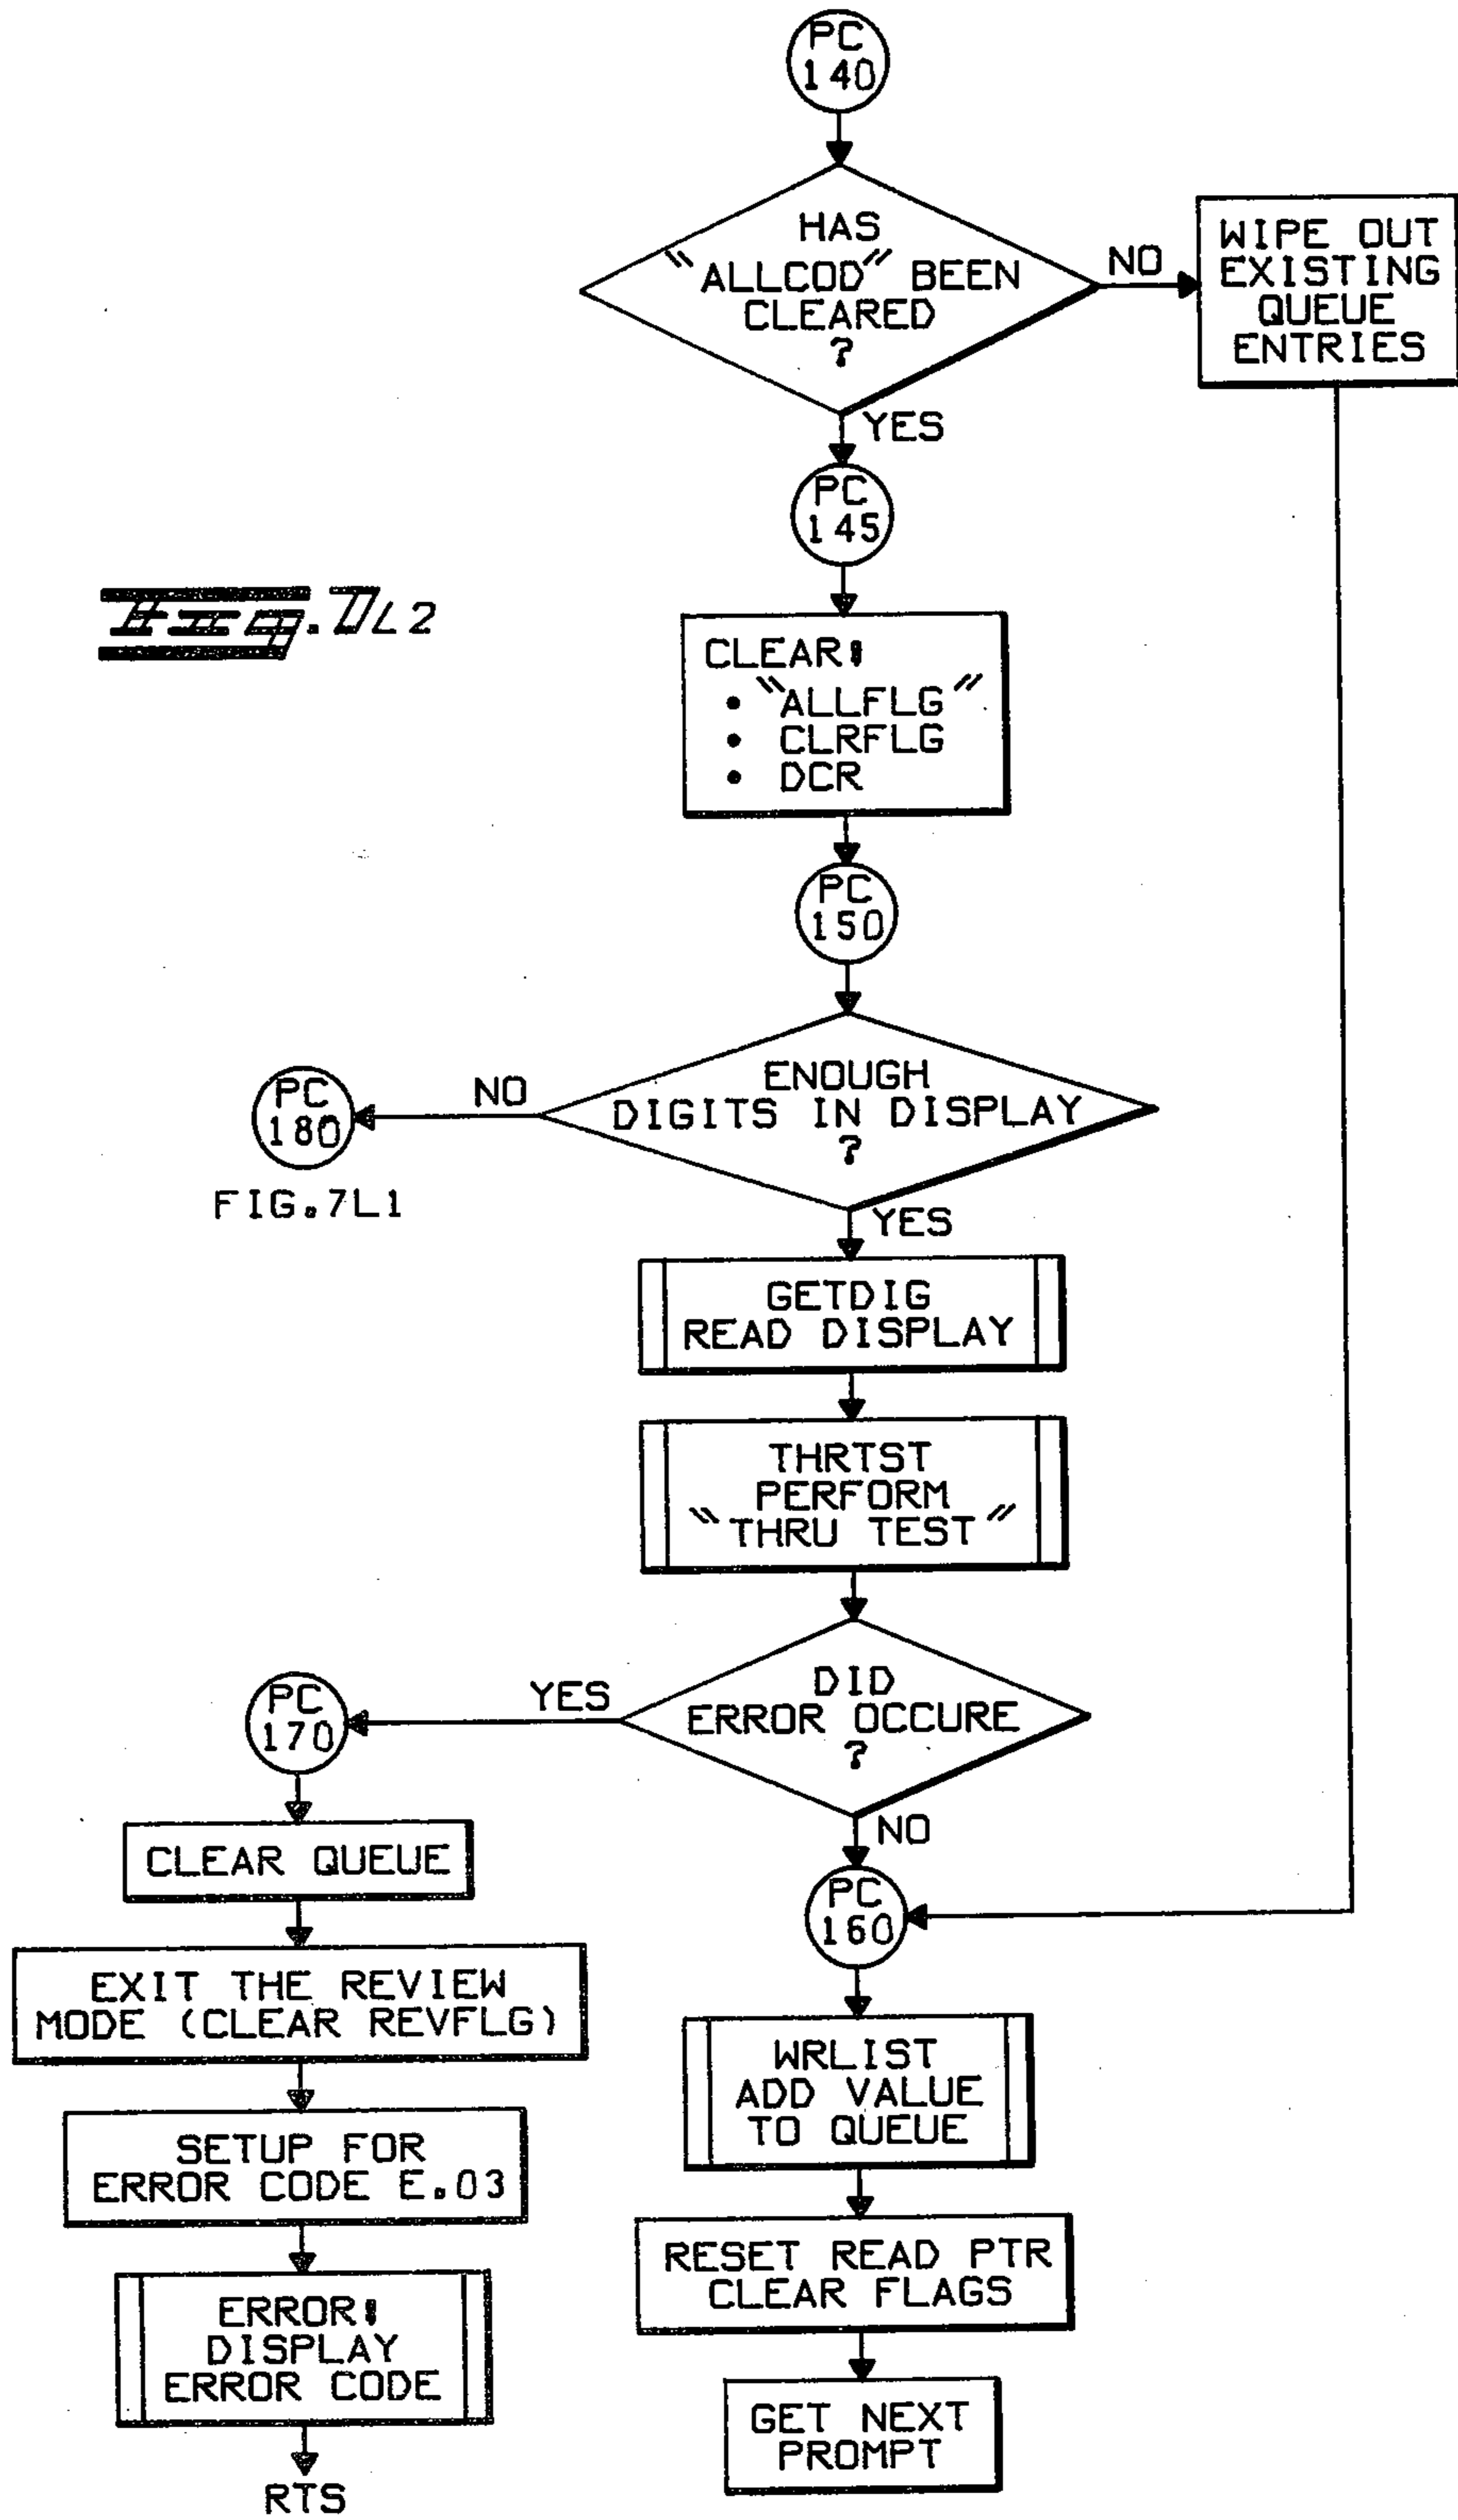 PC
140
HAS
"ALLCOD" BEEN
CLEARED
?
NO
WIPE OUT
EXISTING
QUEUE
ENTRIES
YES
PC
145
Fig. 7L2
CLEAR:
• "ALLFLG"
• CLRFLG
• DCR
PC
150
ENOUGH
DIGITS IN DISPLAY
?
NO
PC
180
FIG.7L1
YES
GETDIG
READ DISPLAY
THRTST
PERFORM
"THRU TEST"
DID
ERROR OCCURE
?
YES
PC
170
NO
CLEAR QUEUE
PC
160
EXIT THE REVIEW
MODE (CLEAR REVFLG)
WRLIST
ADD VALUE
TO QUEUE
SETUP FOR
ERROR CODE E.03
RESET READ PTR
CLEAR FLAGS
ERROR:
DISPLAY
ERROR CODE
GET NEXT
PROMPT
RTS